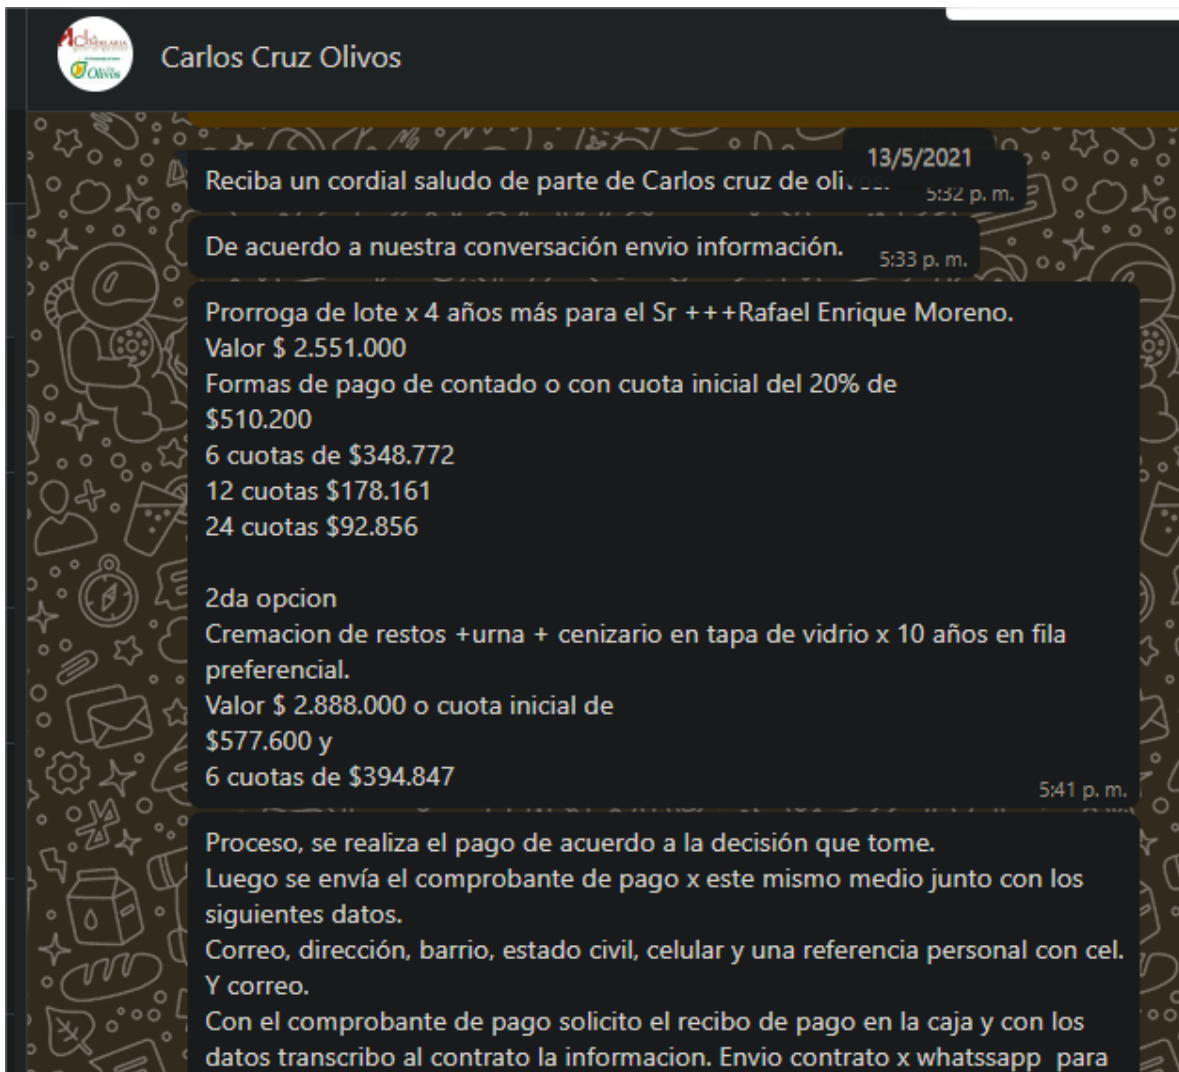 Carlos Cruz Olivos
13/5/2021
Reciba un cordial saludo de parte de Carlos cruz de olivos.
5:32 p. m.
De acuerdo a nuestra conversación envio información.
5:33 p. m.
Prorroga de lote x 4 años más para el Sr +++Rafael Enrique Moreno.
Valor $ 2.551.000
Formas de pago de contado o con cuota inicial del 20% de
$510.200
6 cuotas de $348.772
12 cuotas $178.161
24 cuotas $92.856
2da opcion
Cremacion de restos +urna + cenizario en tapa de vidrio x 10 años en fila
preferencial.
Valor $ 2.888.000 o cuota inicial de
$577.600 y
6 cuotas de $394.847
5:41 p. m.
Proceso, se realiza el pago de acuerdo a la decisión que tome.
Luego se envía el comprobante de pago x este mismo medio junto con los
siguientes datos.
Correo, dirección, barrio, estado civil, celular y una referencia personal con cel.
Y correo.
Con el comprobante de pago solicito el recibo de pago en la caja y con los
datos transcribo al contrato la informacion. Envio contrato x whatssapp para